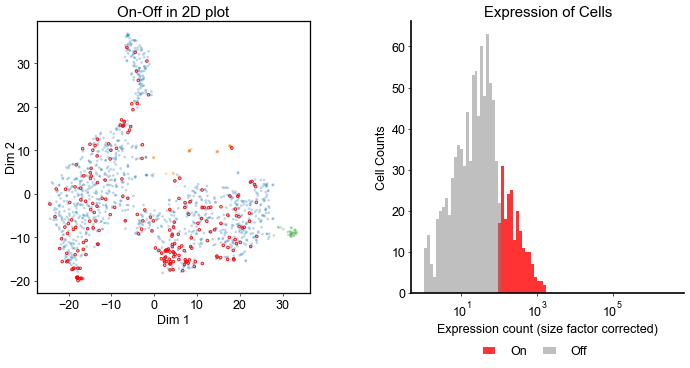 On-Off in 2D plot
30
20
10
0
−10
−20
Dim 2
−20 −10 0 10 20 30
Dim 1
Expression of Cells
60
50
40
30
20
10
0
Cell Counts
10^1 10^3 10^5
Expression count (size factor corrected)
On Off